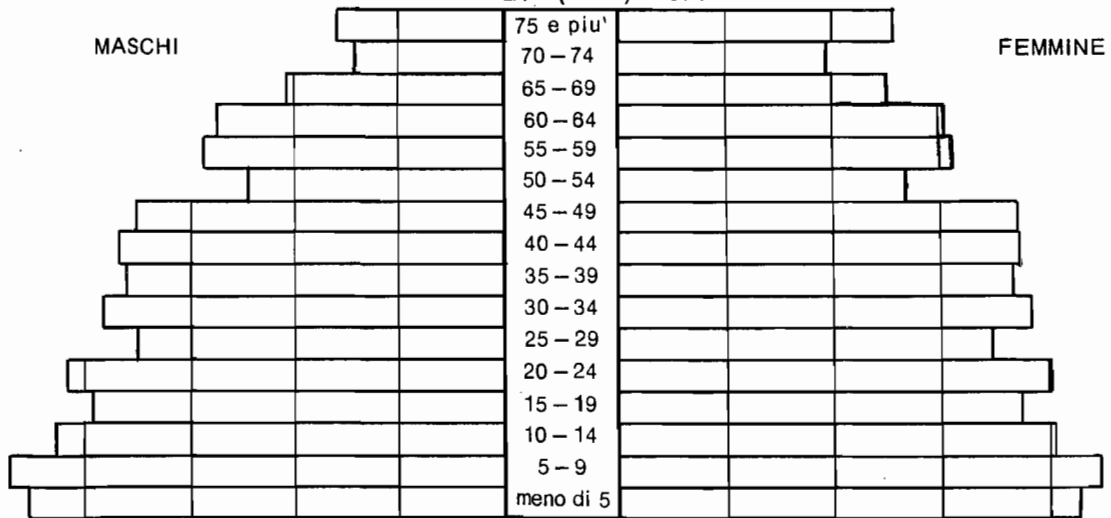 75 e piu'
MASCHI
FEMMINE
70 – 74
65 – 69
60 – 64
55 – 59
50 – 54
45 – 49
40 – 44
35 – 39
30 – 34
25 – 29
20 – 24
15 – 19
10 – 14
5 – 9
meno di 5